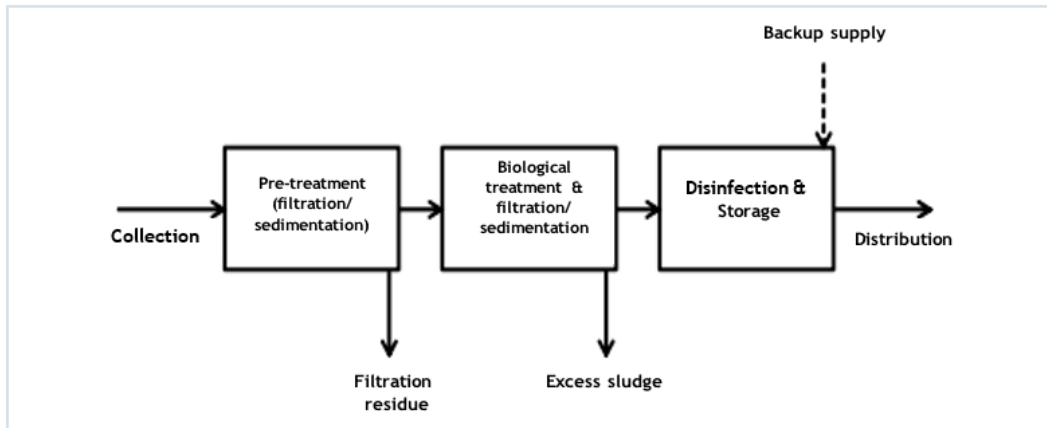 Backup supply
Pre-treatment
(filtration/
sedimentation)
Biological
treatment &
filtration/
sedimentation
Disinfection &
Storage
Collection
Distribution
Filtration
residue
Excess sludge